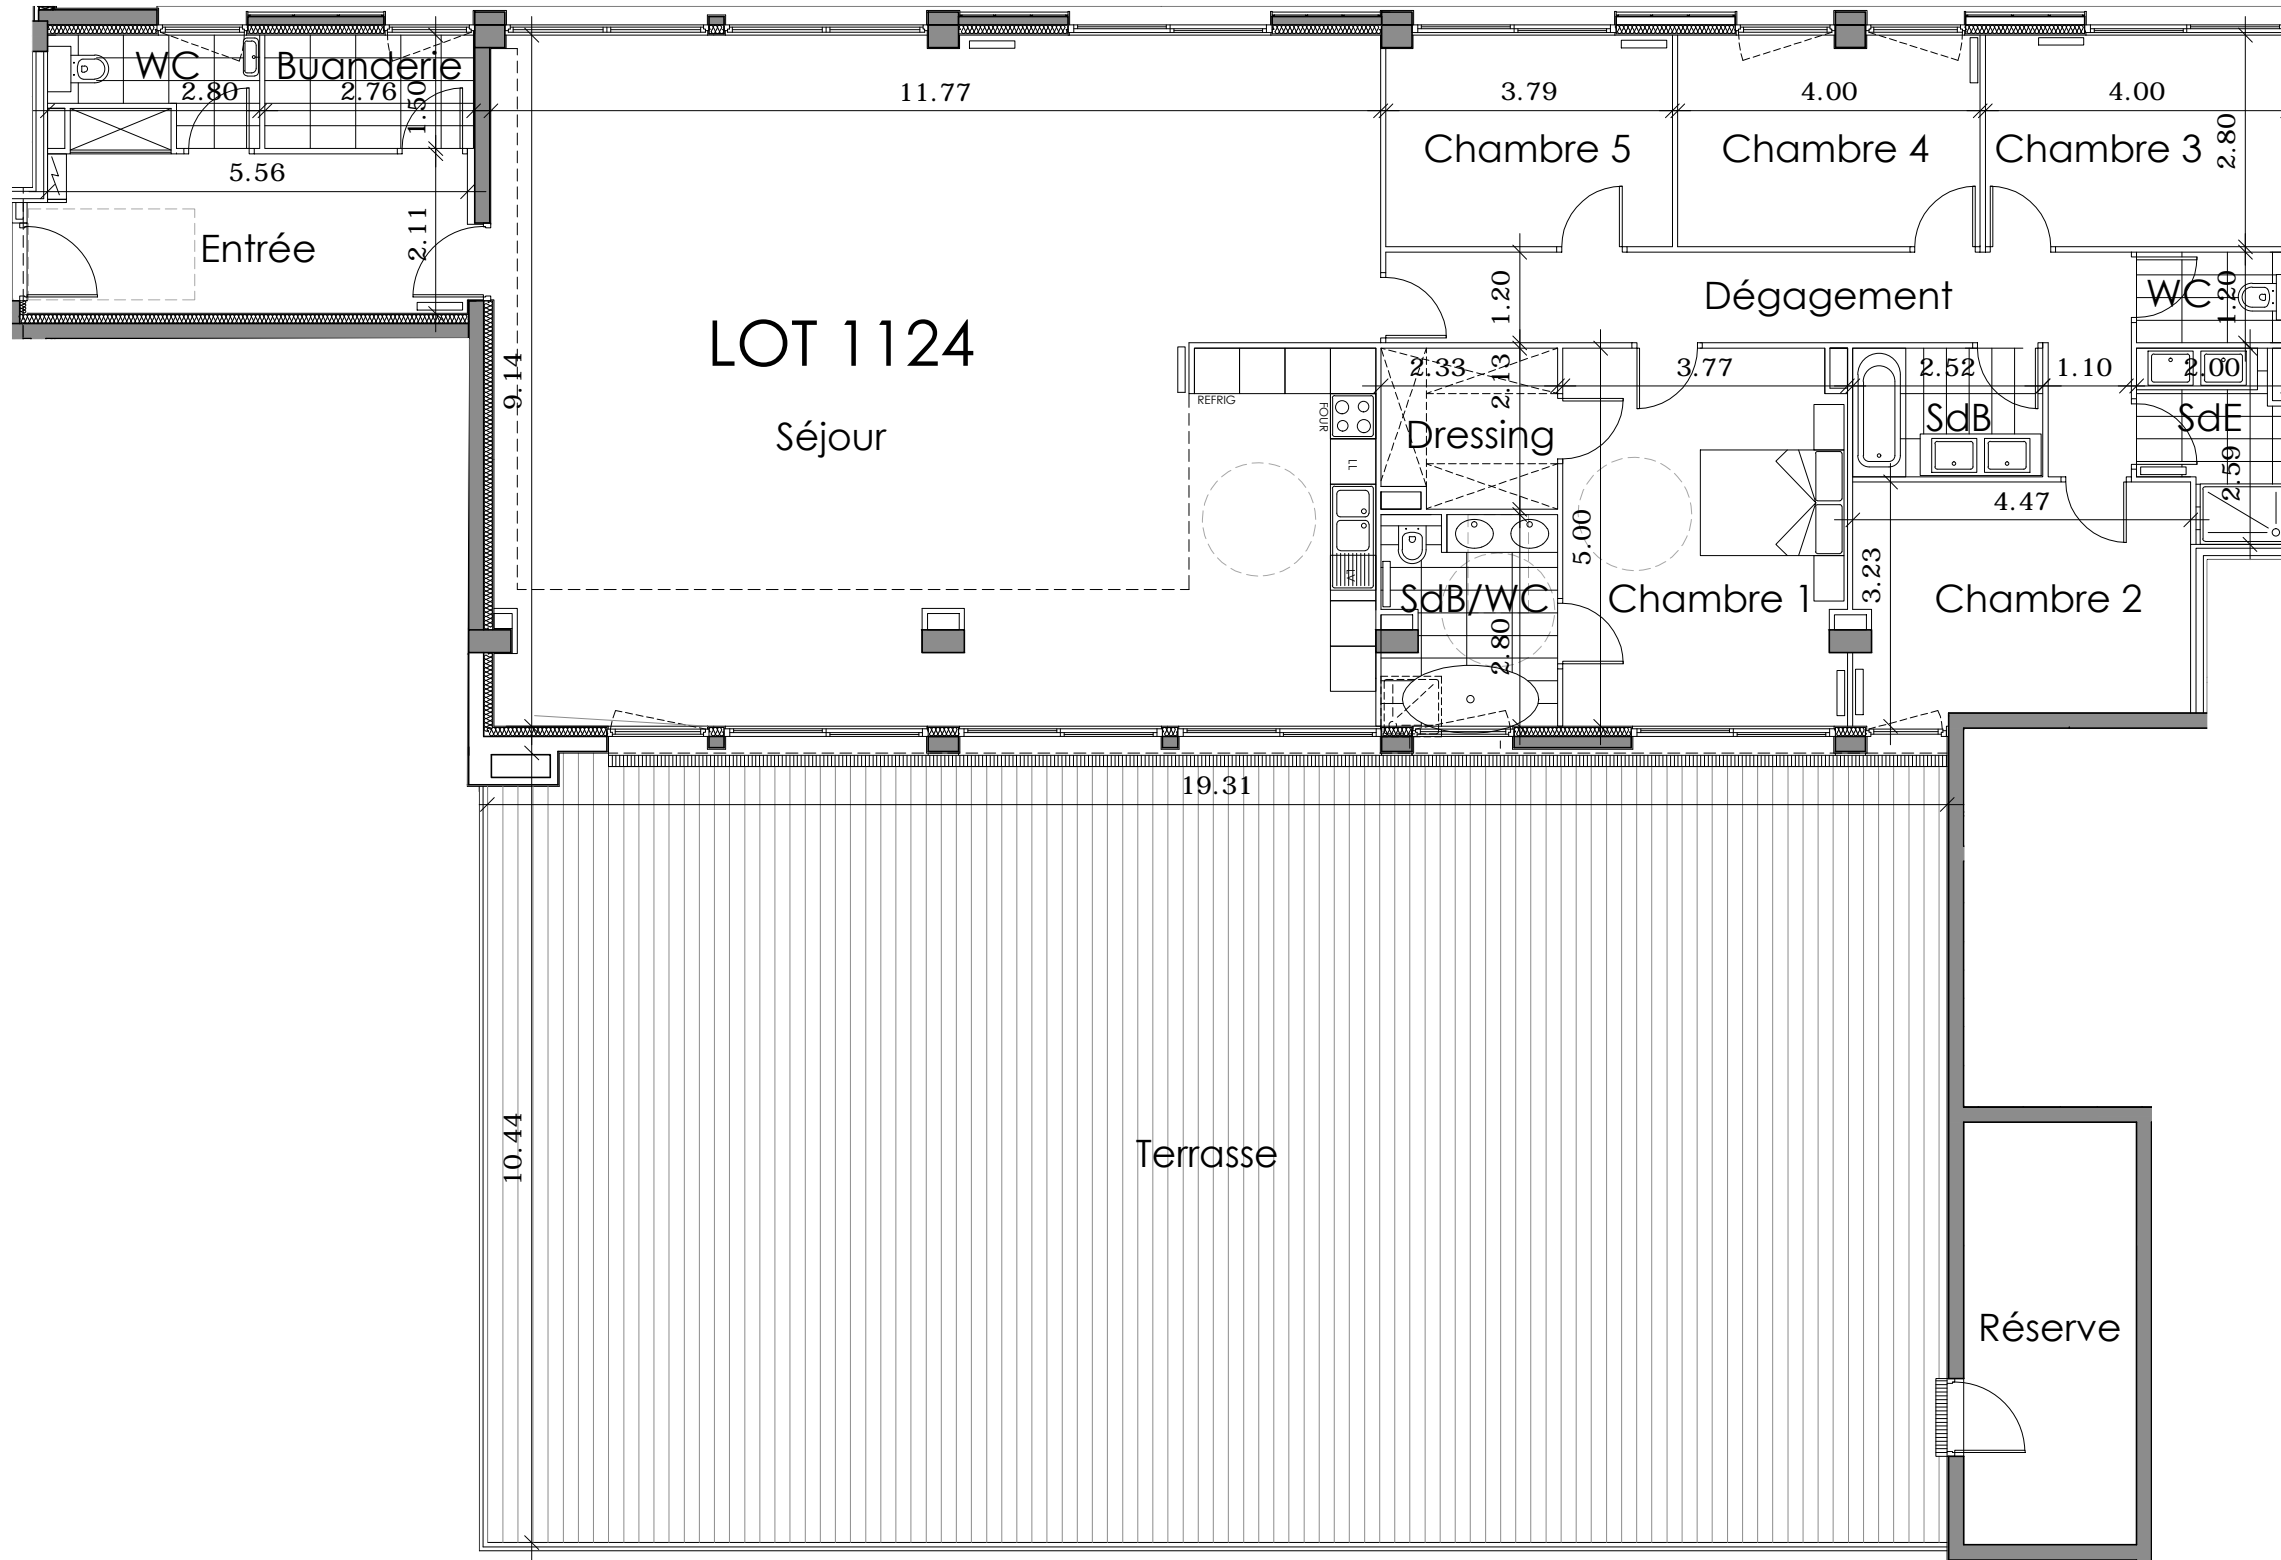 WC
Buanderie
2.80
2.76
1.50
11.77
3.79
4.00
4.00
Chambre 5
Chambre 4
Chambre 3
2.80
5.56
2.11
Entrée
1.20
Dégagement
WC
1.20
LOT 1124
9.14
2.33
2.13
3.77
2.52
1.10
2.00
REFRIG
FOUR
Séjour
Dressing
SdB
SdE
LL
2.59
4.47
5.00
LV
SdB/WC
Chambre 1
3.23
Chambre 2
2.80
19.31
10.44
Terrasse
Réserve